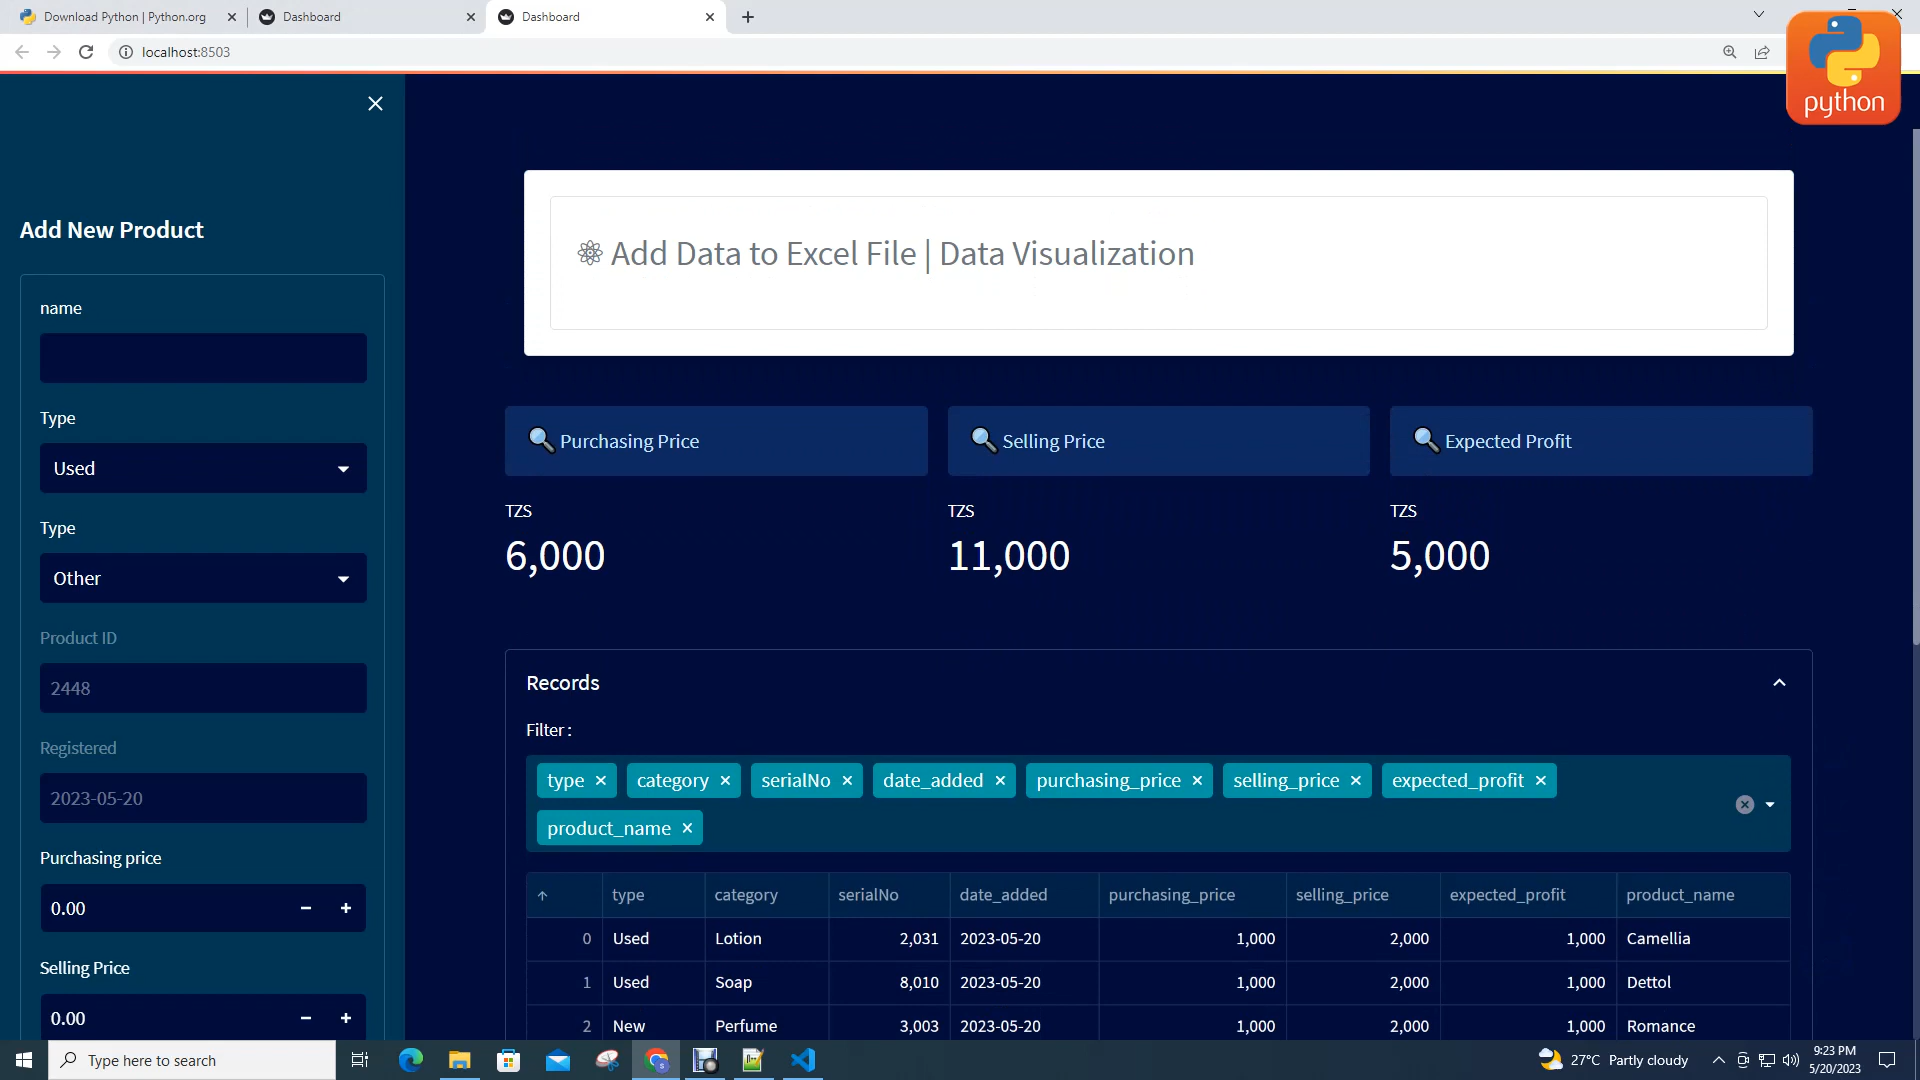 Download Python | Python.org
Dashboard
Dashboard
localhost:8503
python
Add New Product
name
Type
Used
Type
Other
Product ID
2448
Registered
2023-05-20
Purchasing price
0.00
Selling Price
0.00
Add Data to Excel File | Data Visualization
Purchasing Price
Selling Price
Expected Profit
TZS
TZS
TZS
6,000
11,000
5,000
Records
Filter :
type category serialNo date_added purchasing_price selling_price expected_profit
product_name
type category serialNo date_added purchasing_price selling_price expected_profit product_name
0 Used Lotion 2,031 2023-05-20 1,000 2,000 1,000 Camellia
1 Used Soap 8,010 2023-05-20 1,000 2,000 1,000 Dettol
2 New Perfume 3,003 2023-05-20 1,000 2,000 1,000 Romance
Type here to search
27°C Partly cloudy
9:23 PM
5/20/2023